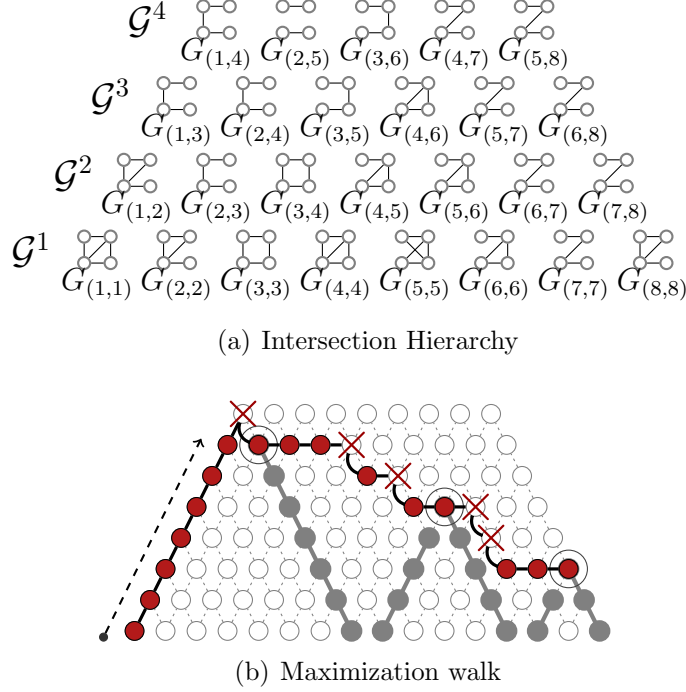 𝒢⁴ G(1,4) G(2,5) G(3,6) G(4,7) G(5,8)
𝒢³ G(1,3) G(2,4) G(3,5) G(4,6) G(5,7) G(6,8)
𝒢² G(1,2) G(2,3) G(3,4) G(4,5) G(5,6) G(6,7) G(7,8)
𝒢¹ G(1,1) G(2,2) G(3,3) G(4,4) G(5,5) G(6,6) G(7,7) G(8,8)
(a) Intersection Hierarchy
(b) Maximization walk